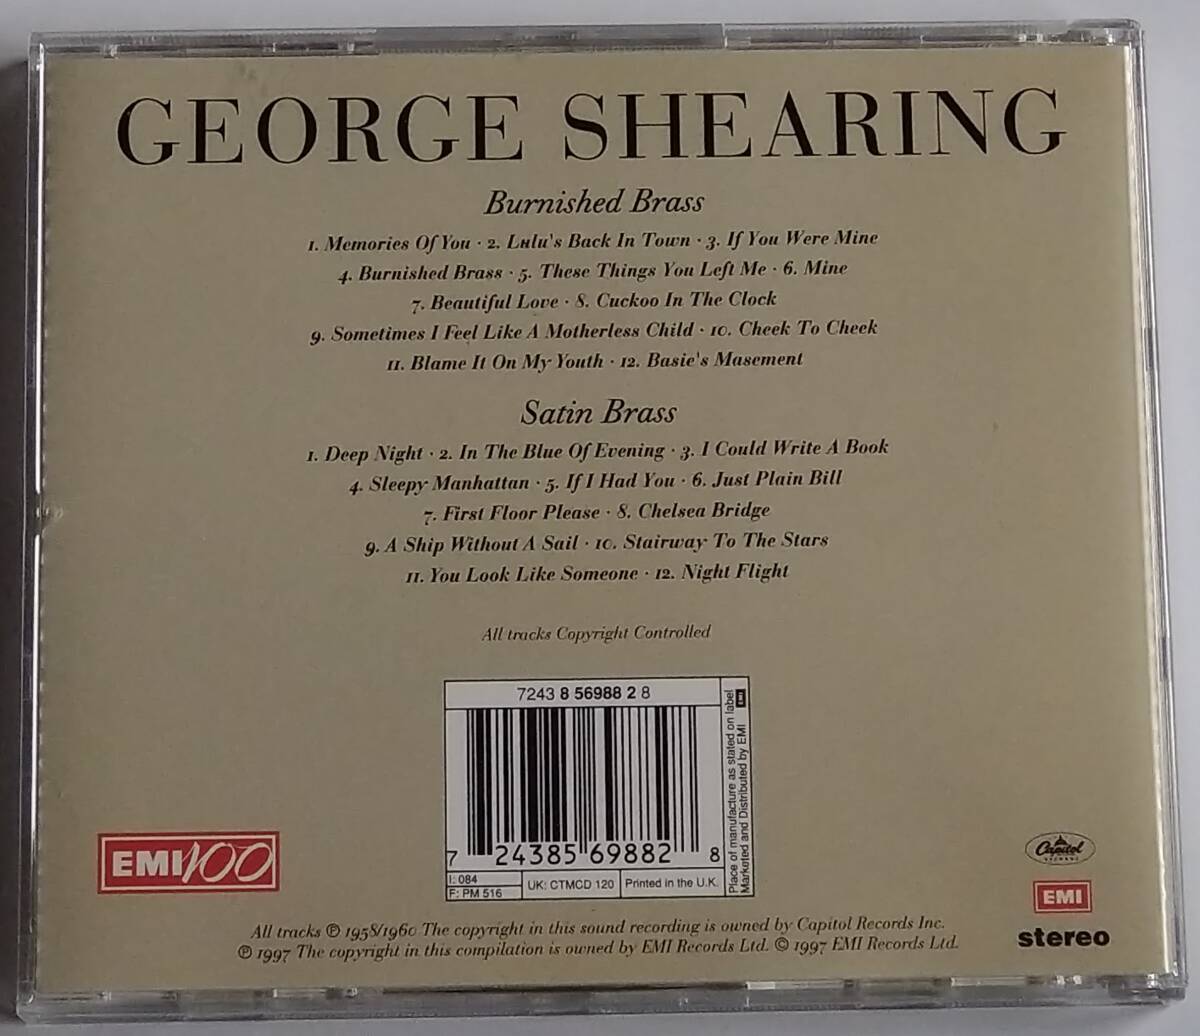 GEORGE SHEARING
Burnished Brass
1. Memories Of You · 2. Lulu's Back In Town · 3. If You Were Mine
4. Burnished Brass · 5. These Things You Left Me · 6. Mine
7. Beautiful Love · 8. Cuckoo In The Clock
9. Sometimes I Feel Like A Motherless Child · 10. Cheek To Cheek
11. Blame It On My Youth · 12. Basie's Masement
Satin Brass
1. Deep Night · 2. In The Blue Of Evening · 3. I Could Write A Book
4. Sleepy Manhattan · 5. If I Had You · 6. Just Plain Bill
7. First Floor Please · 8. Chelsea Bridge
9. A Ship Without A Sail · 10. Stairway To The Stars
11. You Look Like Someone · 12. Night Flight
All tracks Copyright Controlled
7243 8 56988 2 8
7 24385 69882 8
I: 084
F: PM 516
UK: CTMCD 120
Printed in the U.K.
Place of manufacture as stated on label
Marketed and Distributed by EMI
EMI
EMI 100
Capitol
RECORDS
EMI
stereo
All tracks ℗ 1958/1960 The copyright in this sound recording is owned by Capitol Records Inc.
℗ 1997 The copyright in this compilation is owned by EMI Records Ltd. © 1997 EMI Records Ltd.